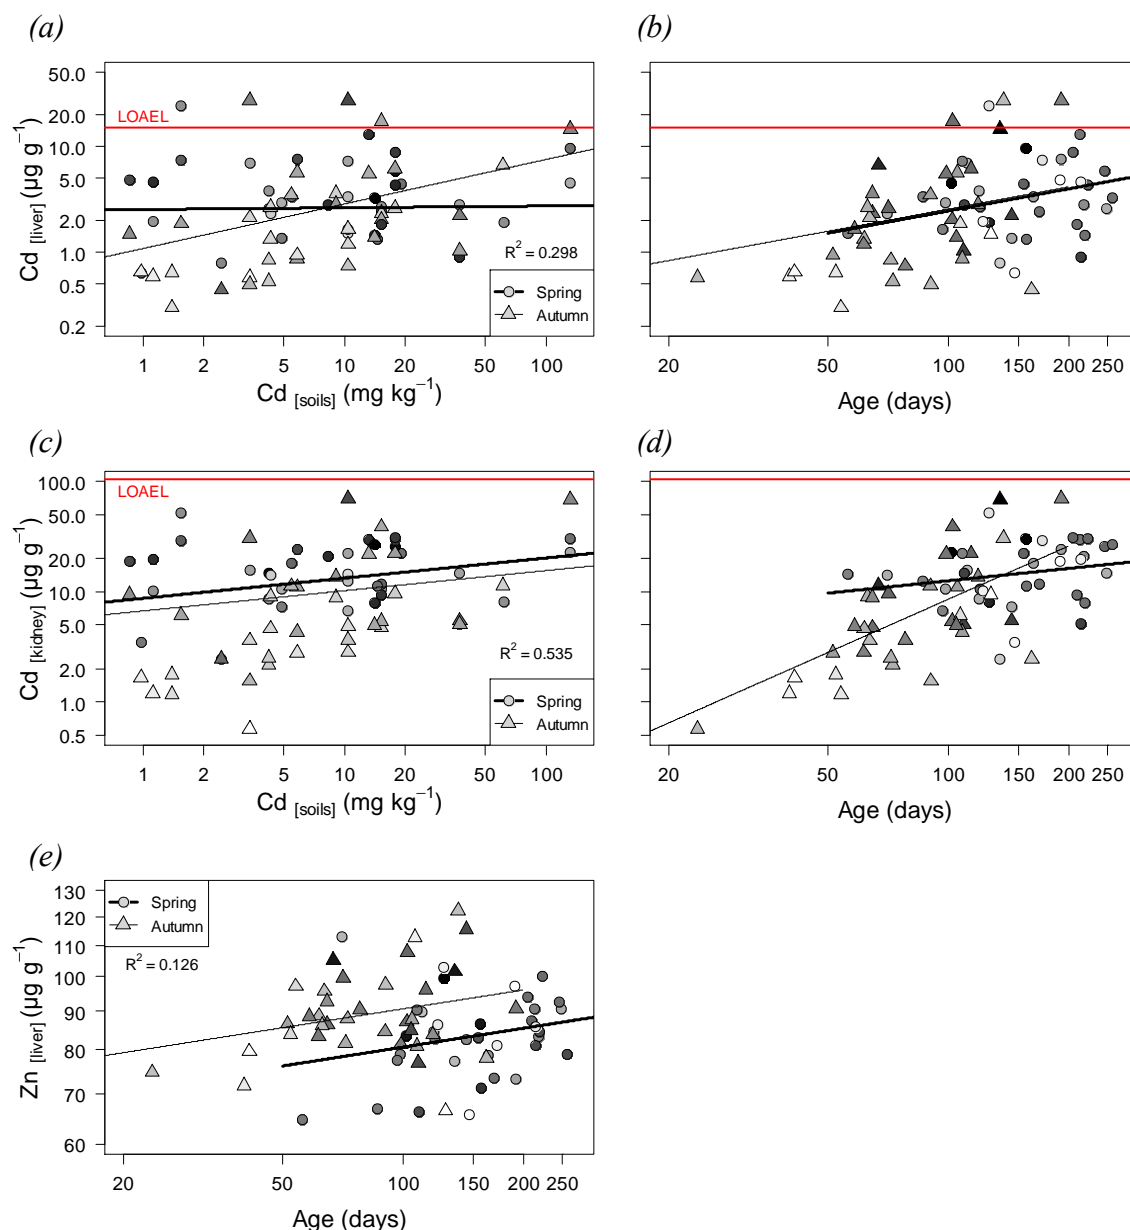 (a)
50.0
20.0
10.0
5.0
2.0
1.0
0.5
0.2
Cd [liver] (µg g−1)
LOAEL
R2 = 0.298
Spring
Autumn
1 2 5 10 20 50 100
Cd [soils] (mg kg−1)
(b)
20 50 100 150 200 250
Age (days)
(c)
100.0
50.0
20.0
10.0
5.0
2.0
1.0
0.5
Cd [kidney] (µg g−1)
LOAEL
R2 = 0.535
Spring
Autumn
1 2 5 10 20 50 100
Cd [soils] (mg kg−1)
(d)
20 50 100 150 200 250
Age (days)
(e)
130
120
110
100
90
80
70
60
Zn [liver] (µg g−1)
Spring
Autumn
R2 = 0.126
20 50 100 150 200 250
Age (days)